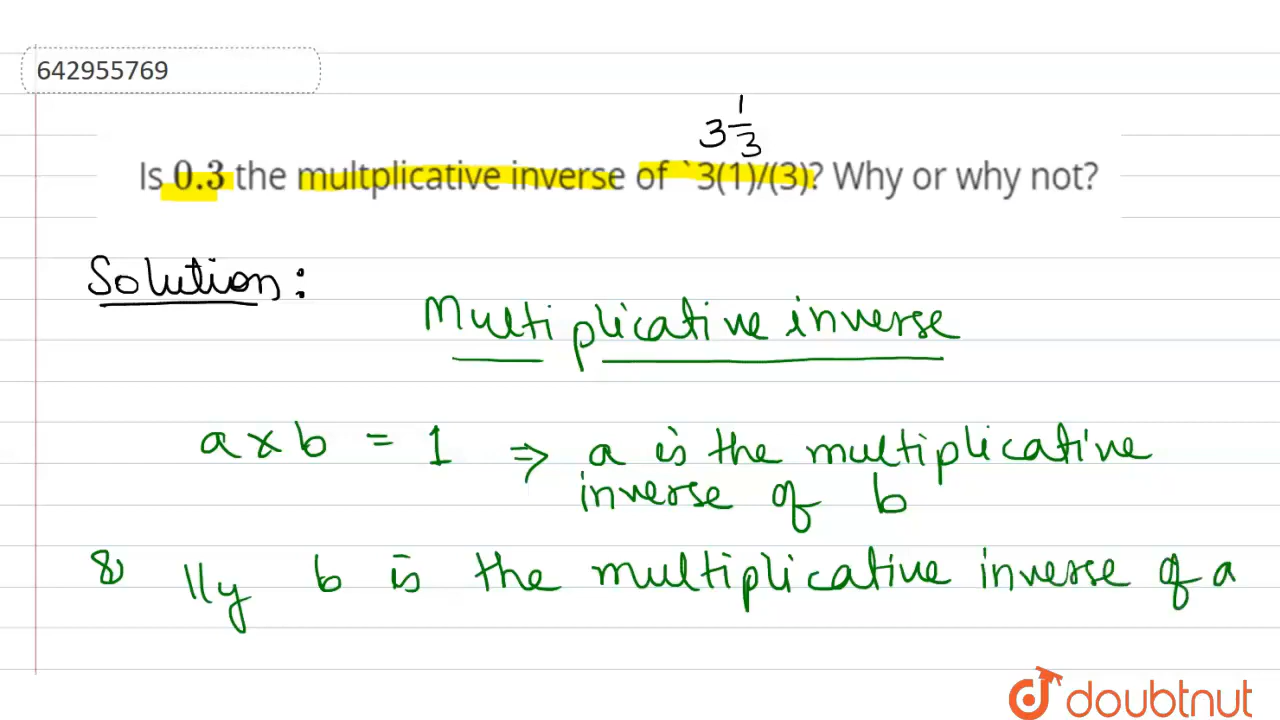 642955769
3 1/3
Is 0.3 the multplicative inverse of `3(1)/(3)? Why or why not?
Solution:
Multiplicative inverse
a x b = 1 ⇒ a is the multiplicative
inverse of b
& lly b is the multiplicative inverse of a
doubtnut